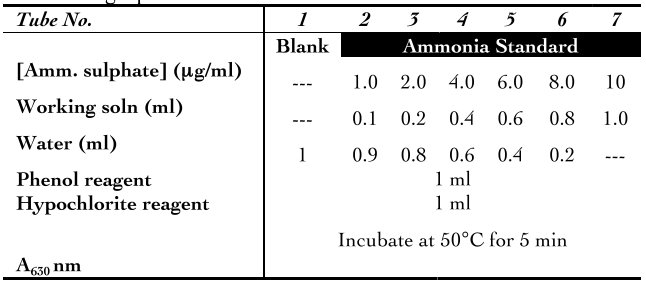 Tube No. 1 2 3 4 5 6 7
Blank Ammonia Standard
[Amm. sulphate] (μg/ml) --- 1.0 2.0 4.0 6.0 8.0 10
Working soln (ml) --- 0.1 0.2 0.4 0.6 0.8 1.0
Water (ml) 1 0.9 0.8 0.6 0.4 0.2 ---
Phenol reagent 1 ml
Hypochlorite reagent 1 ml
Incubate at 50°C for 5 min
A630 nm